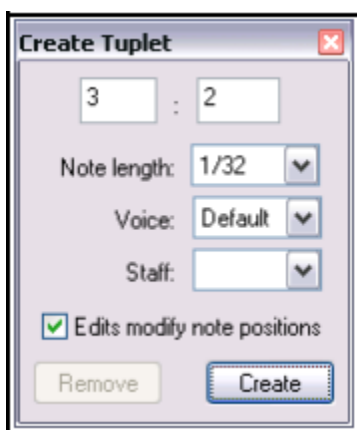 Create Tuplet
3 : 2
Note length: 1/32
Voice: Default
Staff:
Edits modify note positions
Remove Create